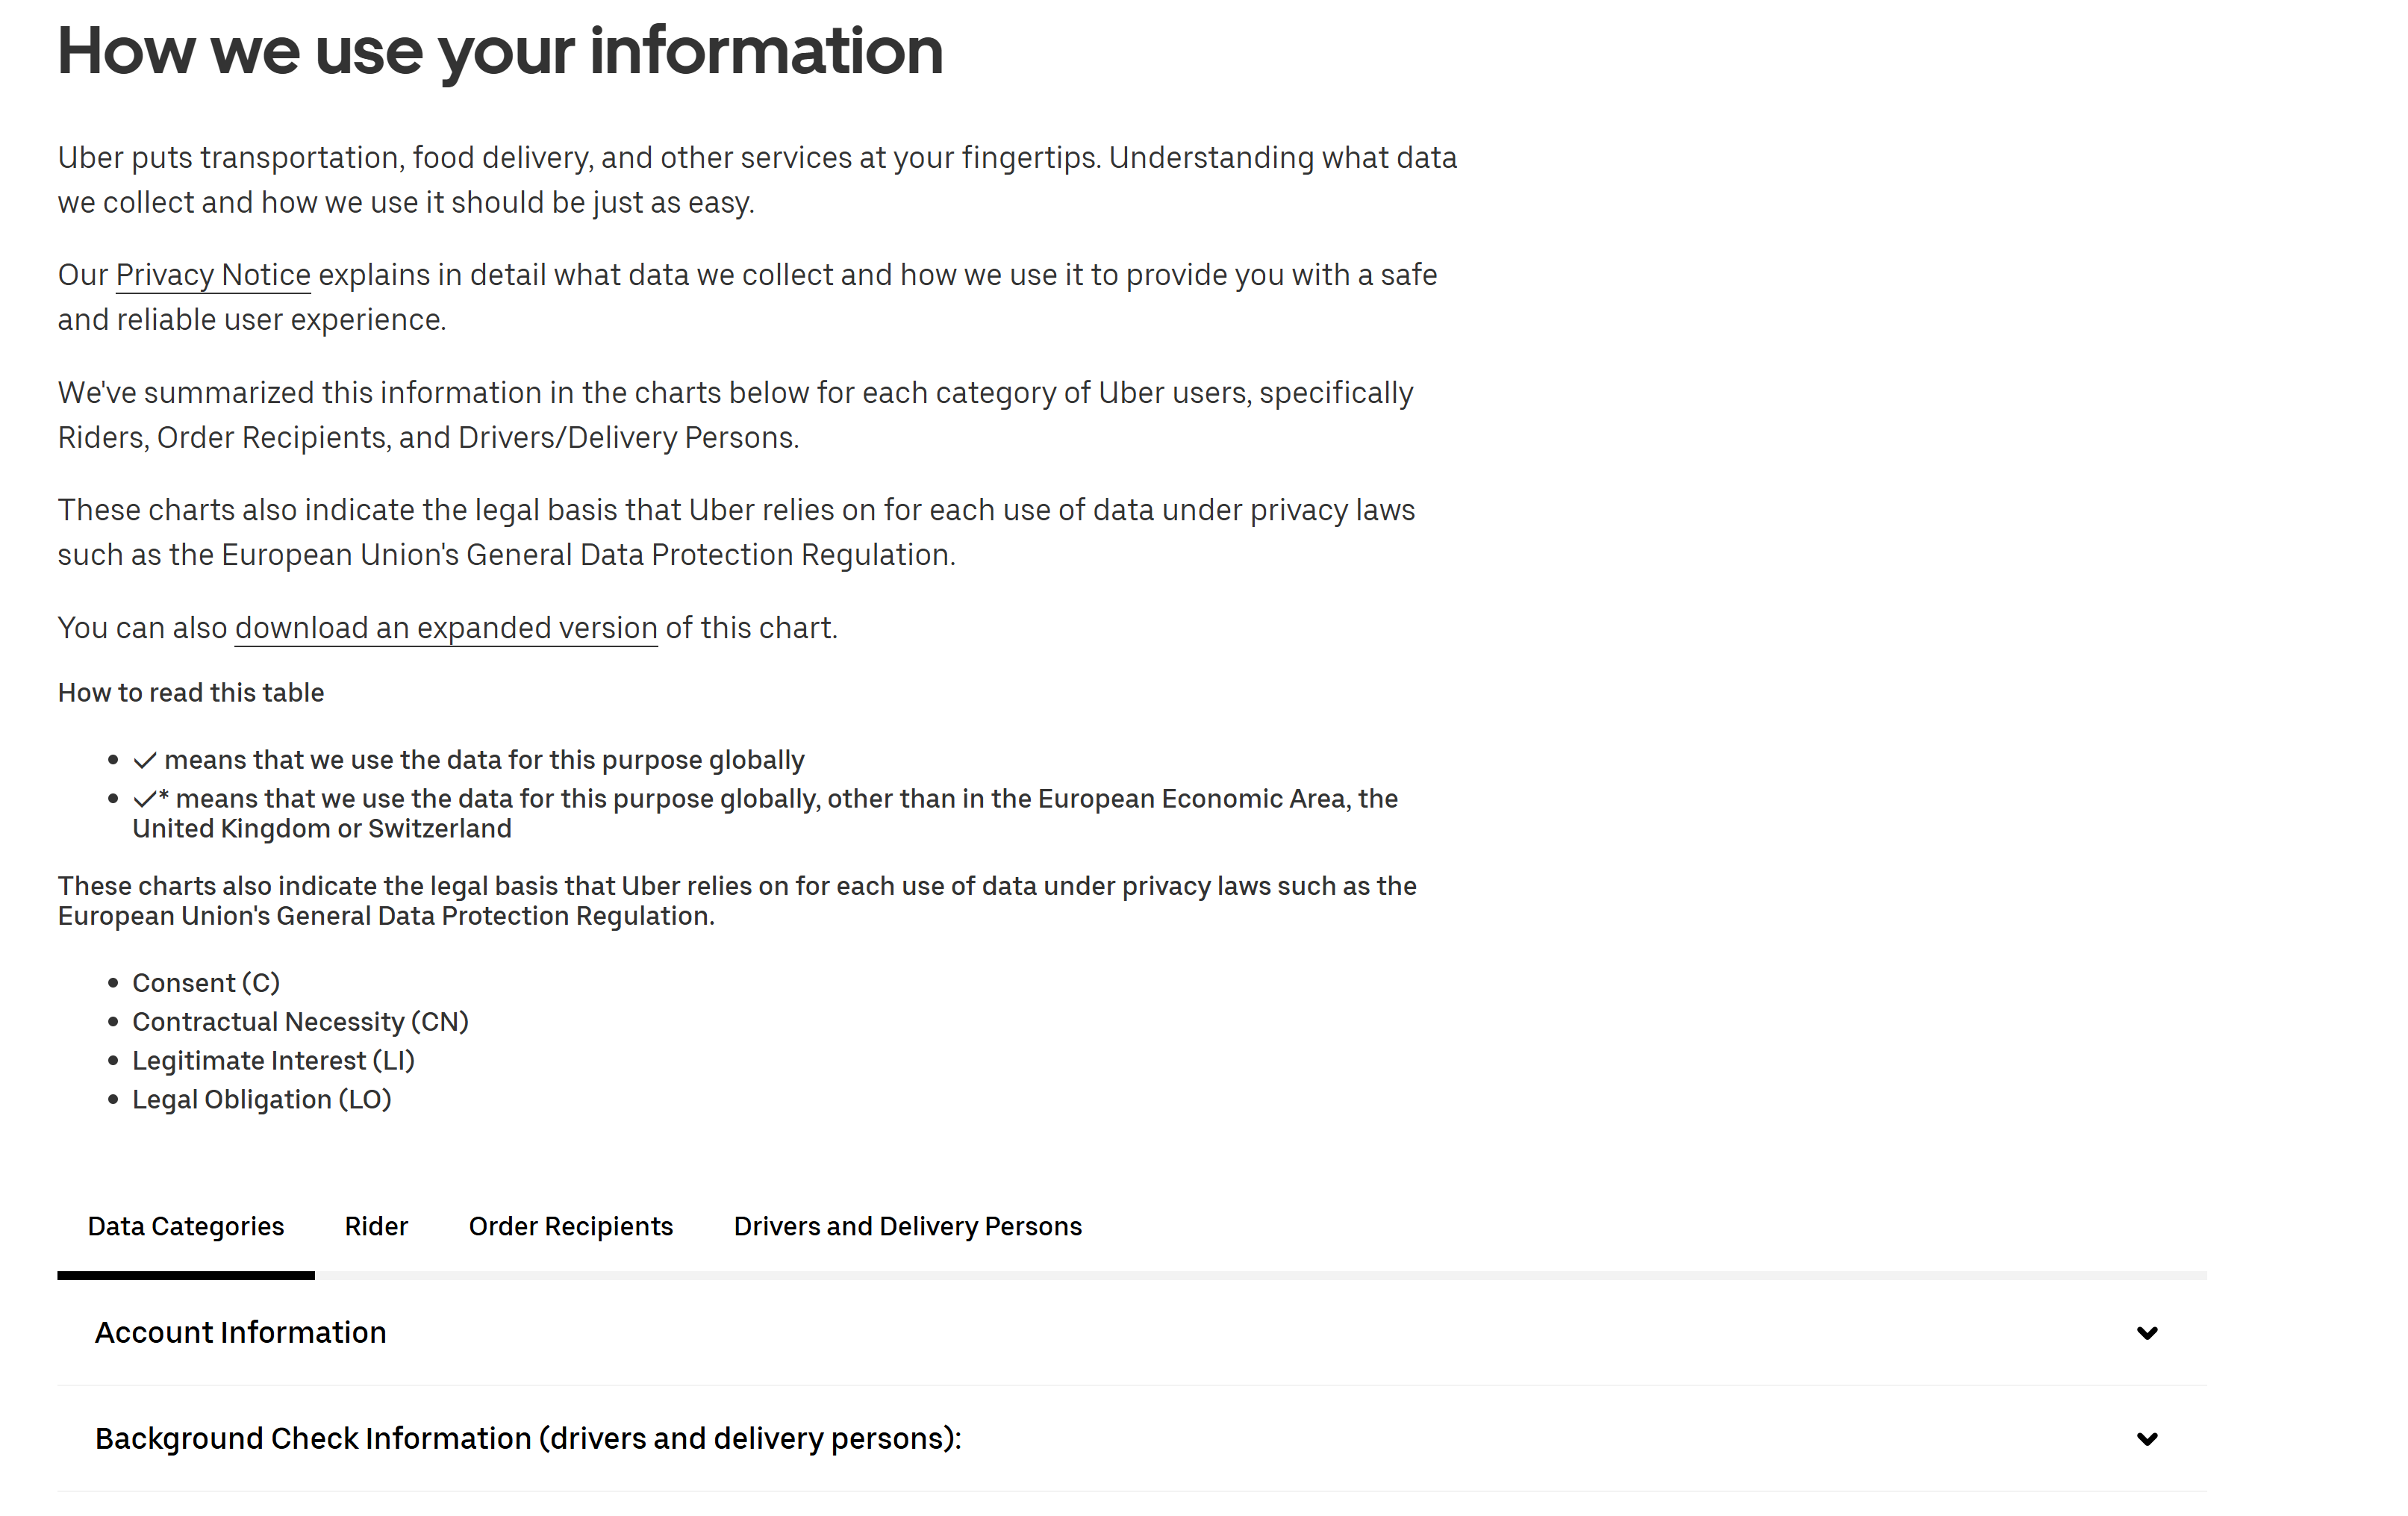 How we use your information
Uber puts transportation, food delivery, and other services at your fingertips. Understanding what data
we collect and how we use it should be just as easy.
Our Privacy Notice explains in detail what data we collect and how we use it to provide you with a safe
and reliable user experience.
We've summarized this information in the charts below for each category of Uber users, specifically
Riders, Order Recipients, and Drivers/Delivery Persons.
These charts also indicate the legal basis that Uber relies on for each use of data under privacy laws
such as the European Union's General Data Protection Regulation.
You can also download an expanded version of this chart.
How to read this table
• ✓ means that we use the data for this purpose globally
• ✓* means that we use the data for this purpose globally, other than in the European Economic Area, the
United Kingdom or Switzerland
These charts also indicate the legal basis that Uber relies on for each use of data under privacy laws such as the
European Union's General Data Protection Regulation.
• Consent (C)
• Contractual Necessity (CN)
• Legitimate Interest (LI)
• Legal Obligation (LO)
Data Categories Rider Order Recipients Drivers and Delivery Persons
Account Information
Background Check Information (drivers and delivery persons):